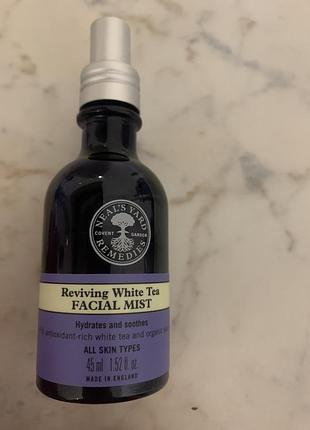 NEAL'S YARD
COVENT GARDEN
REMEDIES
Reviving White Tea
FACIAL MIST
Hydrates and soothes
antioxidant-rich white tea and organic
ALL SKIN TYPES
45 ml 1.52 fl. oz.
MADE IN ENGLAND